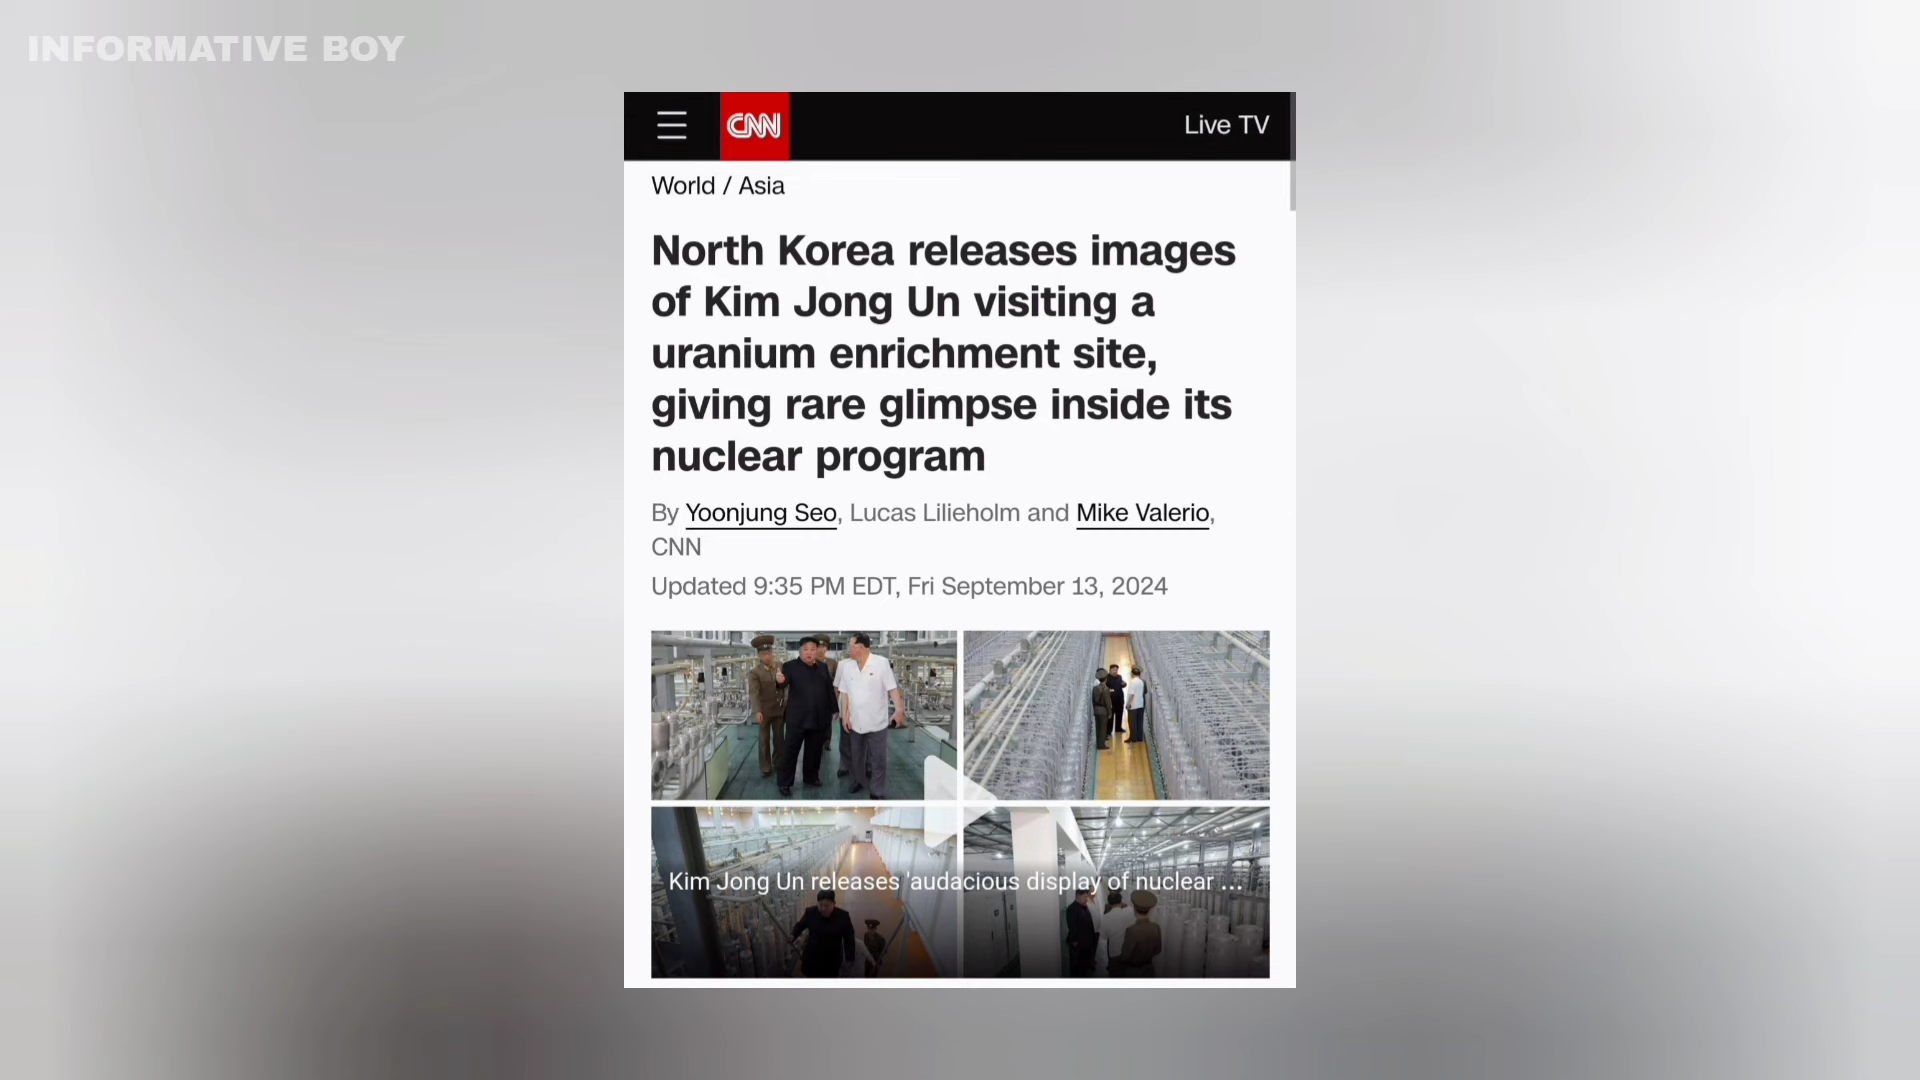 INFORMATIVE BOY
CNN
Live TV
World / Asia
North Korea releases images
of Kim Jong Un visiting a
uranium enrichment site,
giving rare glimpse inside its
nuclear program
By Yoonjung Seo, Lucas Lilieholm and Mike Valerio,
CNN
Updated 9:35 PM EDT, Fri September 13, 2024
Kim Jong Un releases 'audacious display of nuclear ...